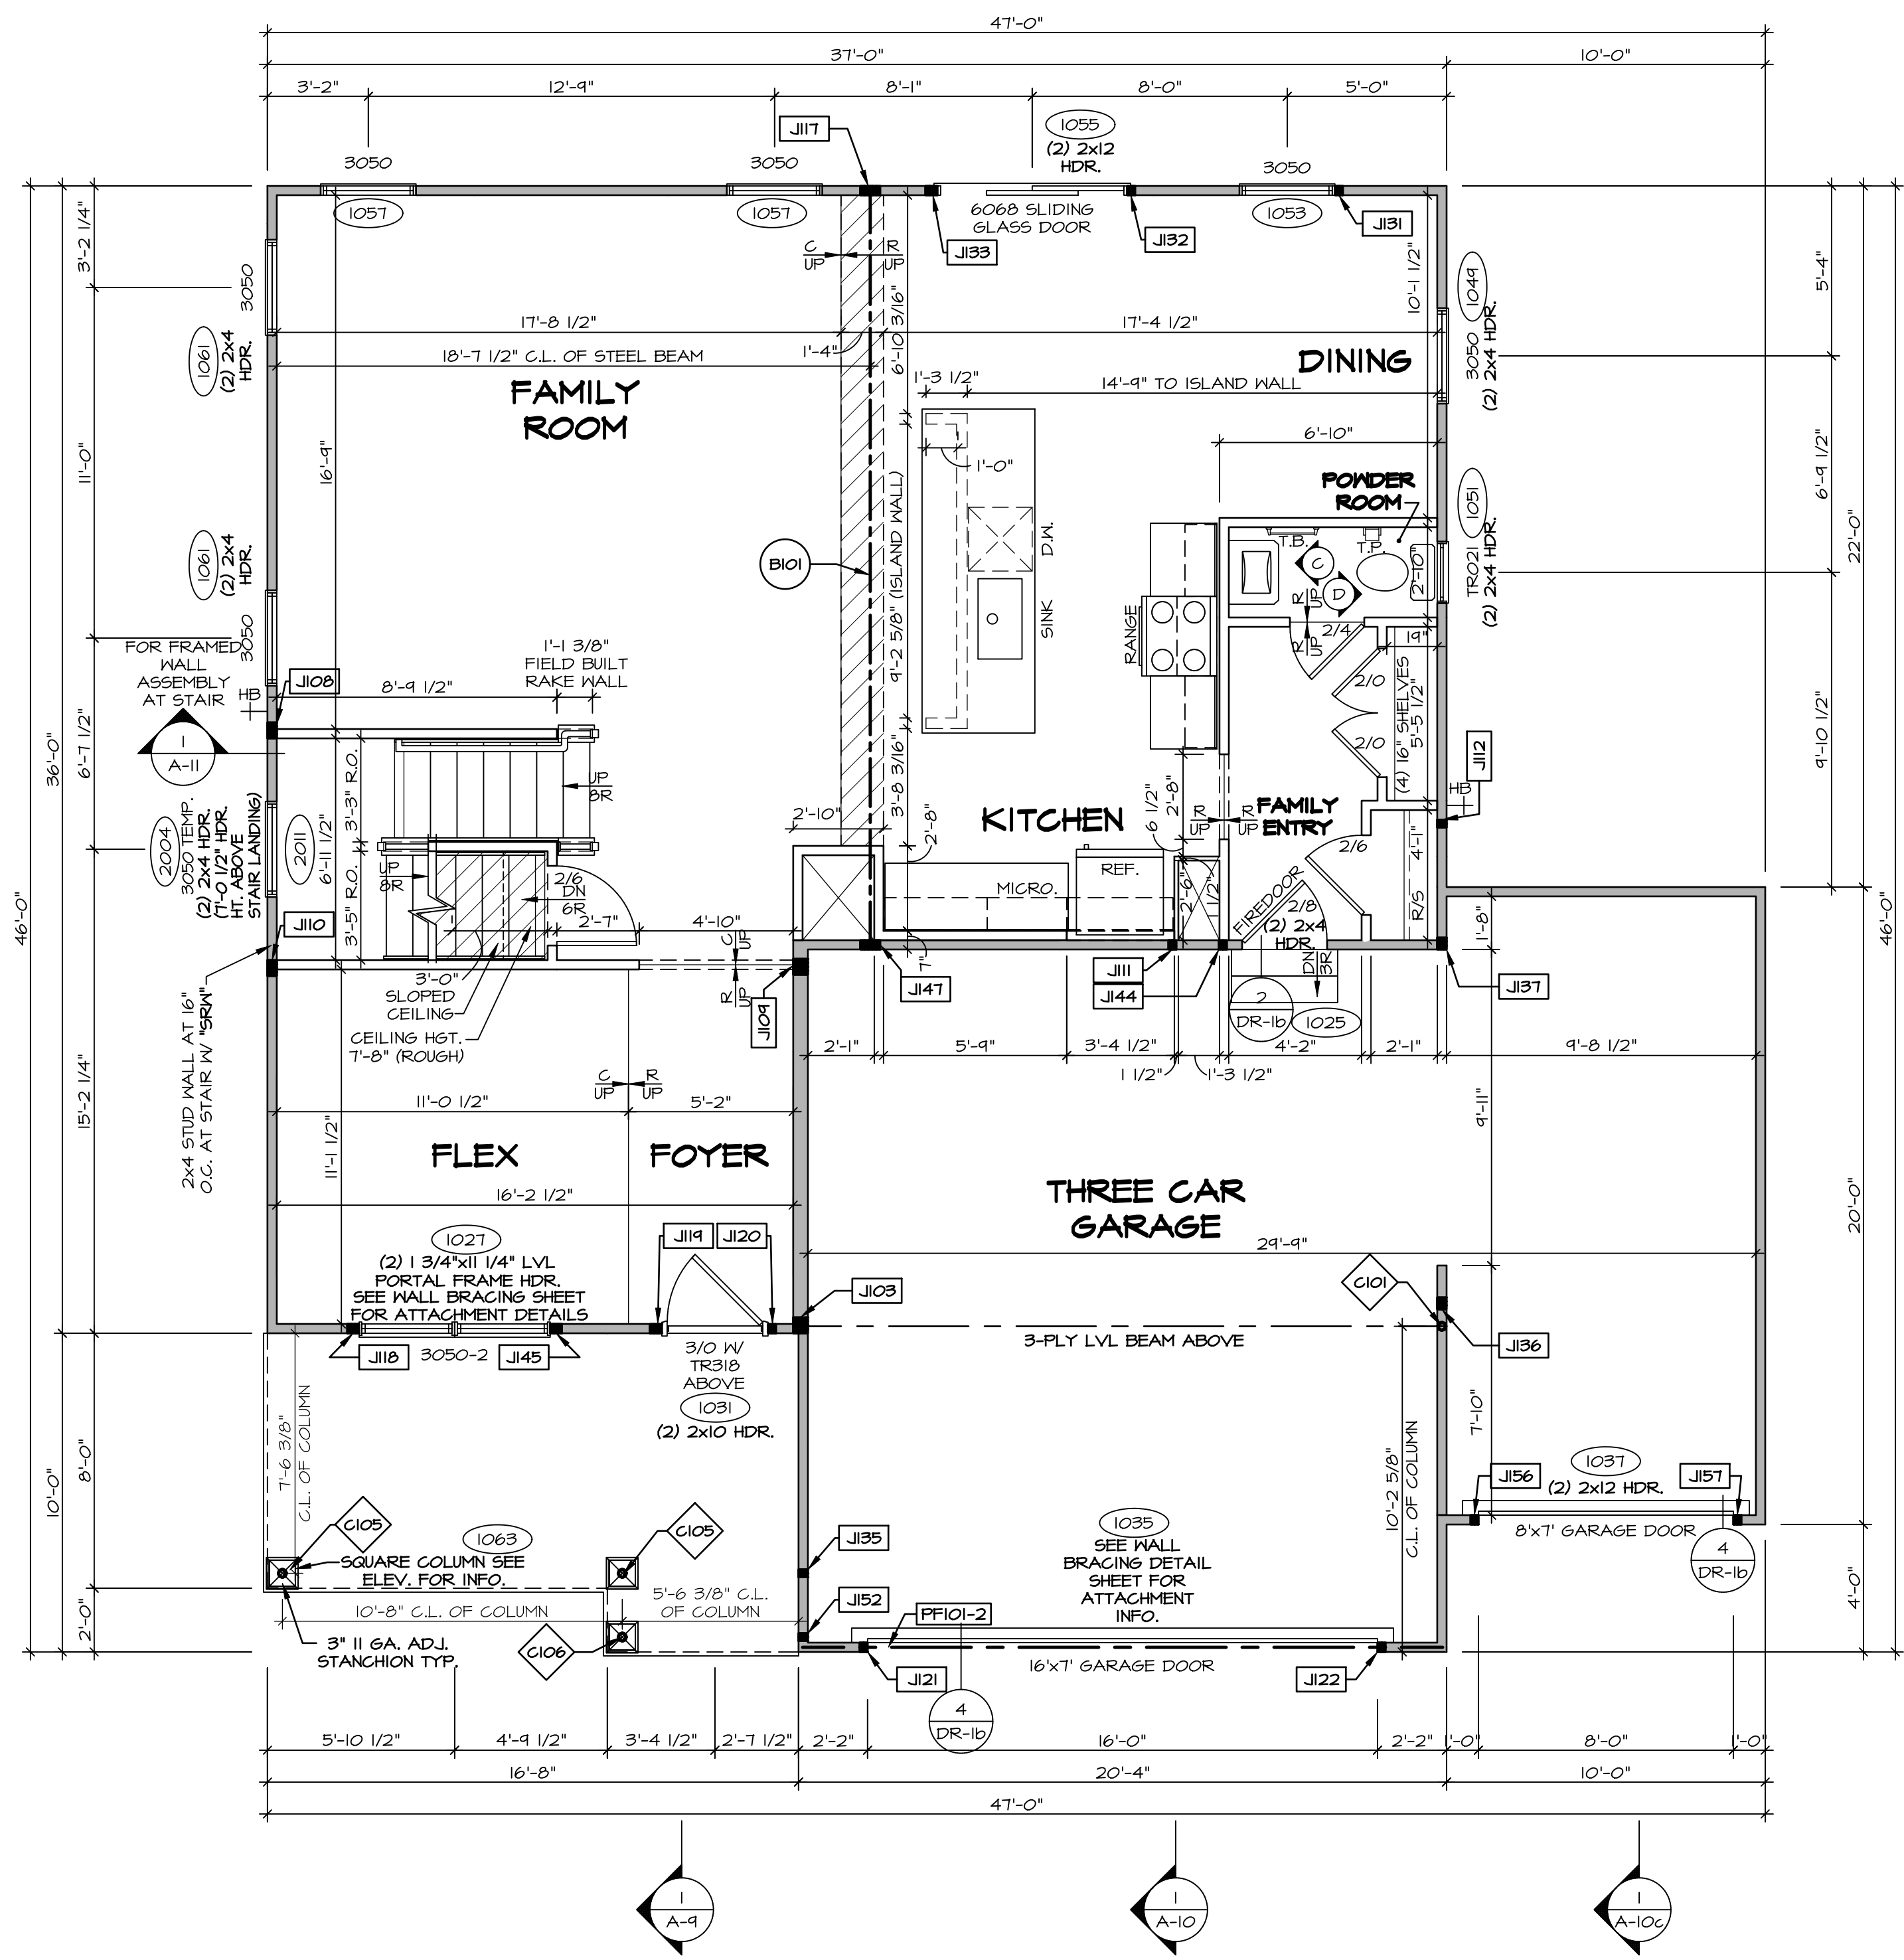 47'-0"
37'-0"
10'-0"
3'-2"
12'-9"
8'-1"
8'-0"
5'-0"
J117
1055
(2) 2x12
HDR.
3050
3050
3050
1057
1057
6068 SLIDING
GLASS DOOR
1053
J131
J133
J132
C
UP
R
UP
3'-2 1/4"
11'-0"
6'-7 1/2"
15'-2 1/4"
8'-0"
2'-0"
36'-0"
10'-0"
46'-0"
3050
1061
(2) 2x4
HDR.
1061
(2) 2x4
HDR.
3050
17'-8 1/2"
1'-4"
17'-4 1/2"
18'-7 1/2" C.L. OF STEEL BEAM
6'-10 3/16"
10'-1 1/2"
FAMILY
ROOM
DINING
1'-3 1/2"
14'-9" TO ISLAND WALL
16'-9"
1'-0"
6'-10"
1049
3050
(2) 2x4 HDR.
5'-4"
6'-9 1/2"
9'-10 1/2"
22'-0"
20'-0"
4'-0"
46'-0"
POWDER
ROOM
1051
TR021
(2) 2x4 HDR.
B101
9'-2 5/8" (ISLAND WALL)
D.W.
SINK
RANGE
T.B.
T.P.
C
D
2'-10"
R
UP
R
UP
2/4
19"
2/0
2/0
(4) 16" SHELVES
5'-5 1/2"
FOR FRAMED
WALL
ASSEMBLY
AT STAIR
HB
J108
1
A-11
8'-9 1/2"
1'-1 3/8"
FIELD BUILT
RAKE WALL
UP
8R
3'-3" R.O.
6'-11 1/2"
3'-5" R.O.
2004
3050 TEMP.
(2) 2x4 HDR.
(7'-0 1/2" HDR.
HT. ABOVE
STAIR LANDING)
2011
UP
8R
2/6
DN
6R
2'-7"
4'-10"
C
UP
R
UP
2'-10"
3'-8 3/16"
2'-8"
KITCHEN
6 1/2"
2'-8"
R
UP
R
UP
FAMILY
ENTRY
J112
HB
2/6
4'-1"
R/S
MICRO.
REF.
2'-6"
11 1/2"
FIREDOOR
2/8
(2) 2x4
HDR.
1'-8"
J110
3'-0"
SLOPED
CEILING
CEILING HGT.
7'-8" (ROUGH)
J109
7"
J147
J111
J144
DN
3R
2
DR-1b
1025
J137
2x4 STUD WALL AT 16"
O.C. AT STAIR W/ "SRW"
2'-1"
5'-9"
3'-4 1/2"
1 1/2"
1'-3 1/2"
4'-2"
2'-1"
9'-8 1/2"
9'-11"
C
UP
R
UP
11'-0 1/2"
5'-2"
11'-1 1/2"
FLEX
FOYER
16'-2 1/2"
THREE CAR
GARAGE
29'-9"
1027
(2) 1 3/4"x11 1/4" LVL
PORTAL FRAME HDR.
SEE WALL BRACING SHEET
FOR ATTACHMENT DETAILS
J119
J120
J103
C101
3-PLY LVL BEAM ABOVE
J136
J118
3050-2
J145
3/0 W/
TR318
ABOVE
1031
(2) 2x10 HDR.
7'-6 3/8"
C.L. OF COLUMN
7'-10"
10'-2 5/8"
C.L. OF COLUMN
1037
(2) 2x12 HDR.
J156
J157
8'x7' GARAGE DOOR
4
DR-1b
C105
1063
C105
SQUARE COLUMN SEE
ELEV. FOR INFO.
J135
1035
SEE WALL
BRACING DETAIL
SHEET FOR
ATTACHMENT
INFO.
10'-8" C.L. OF COLUMN
5'-6 3/8" C.L.
OF COLUMN
J152
PF101-2
3" 11 GA. ADJ.
STANCHION TYP.
C106
J121
16'x7' GARAGE DOOR
J122
4
DR-1b
5'-10 1/2"
4'-9 1/2"
3'-4 1/2"
2'-7 1/2"
2'-2"
16'-0"
2'-2"
1'-0"
8'-0"
1'-0"
16'-8"
20'-4"
10'-0"
47'-0"
1
A-9
1
A-10
1
A-10c